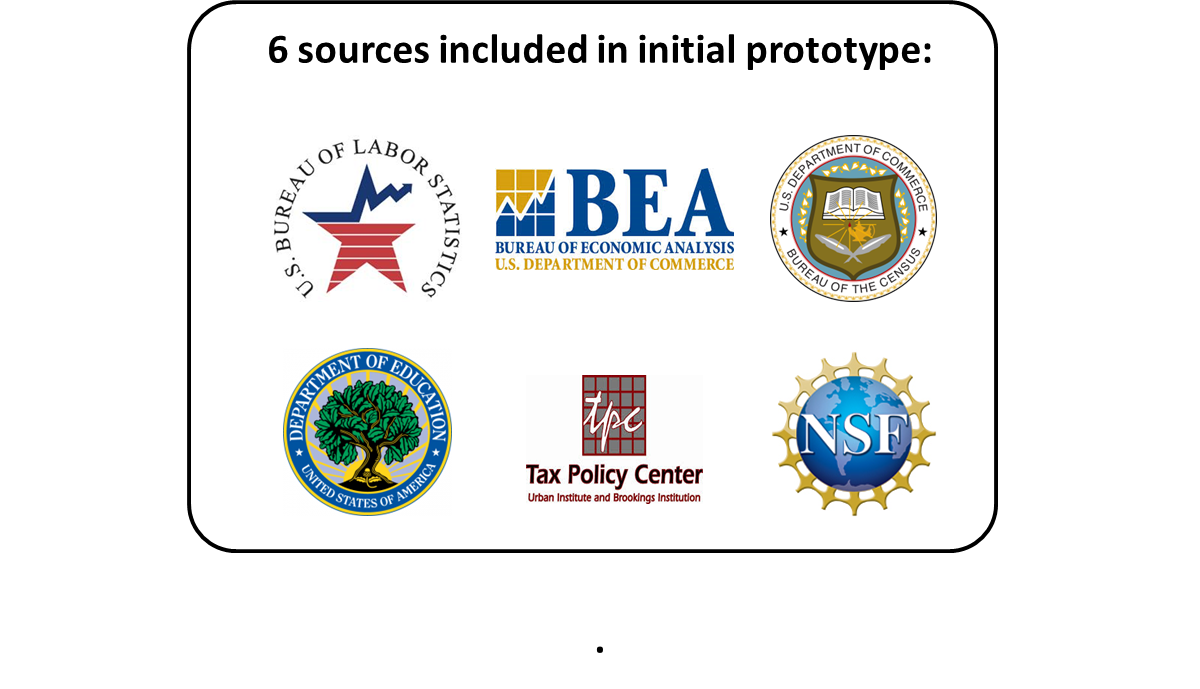 6 sources included in initial prototype:
U.S. BUREAU OF LABOR STATISTICS
BEA
BUREAU OF ECONOMIC ANALYSIS
U.S. DEPARTMENT OF COMMERCE
U.S. DEPARTMENT OF COMMERCE
BUREAU OF THE CENSUS
DEPARTMENT OF EDUCATION
UNITED STATES OF AMERICA
tpc
Tax Policy Center
Urban Institute and Brookings Institution
NSF
.